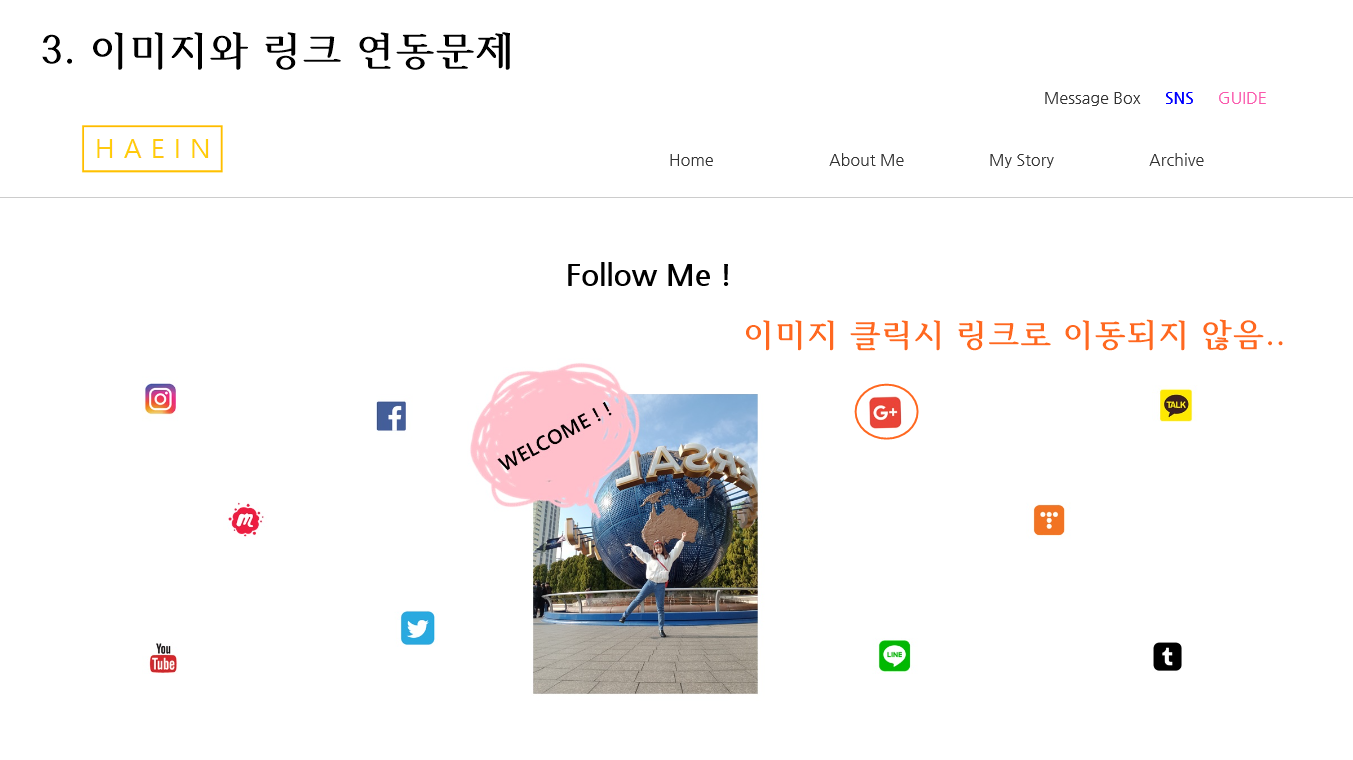 3. 이미지와 링크 연동문제
Message Box SNS GUIDE
HAEIN
Home About Me My Story Archive
Follow Me !
이미지 클릭시 링크로 이동되지 않음..
WELCOME ! !
G+
TALK
m
You
Tube
LINE
t